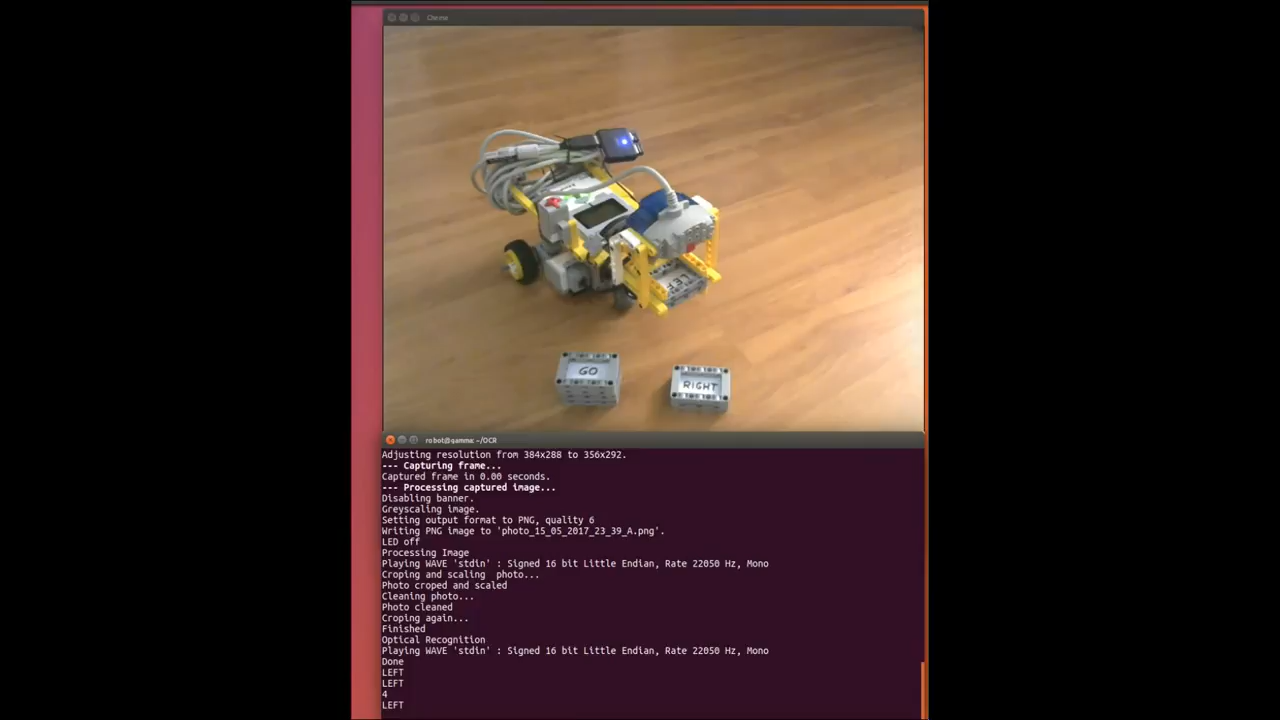 Cheese
LEFT
GO
RIGHT
robot@gamma: ~/OCR
Adjusting resolution from 384x288 to 356x292.
--- Capturing frame...
Captured frame in 0.00 seconds.
--- Processing captured image...
Disabling banner.
Greyscaling image.
Setting output format to PNG, quality 6
Writing PNG image to 'photo_15_05_2017_23_39_A.png'.
LED off
Processing Image
Playing WAVE 'stdin' : Signed 16 bit Little Endian, Rate 22050 Hz, Mono
Croping and scaling  photo...
Photo croped and scaled
Cleaning photo...
Photo cleaned
Croping again...
Finished
Optical Recognition
Playing WAVE 'stdin' : Signed 16 bit Little Endian, Rate 22050 Hz, Mono
Done
LEFT
LEFT
4
LEFT